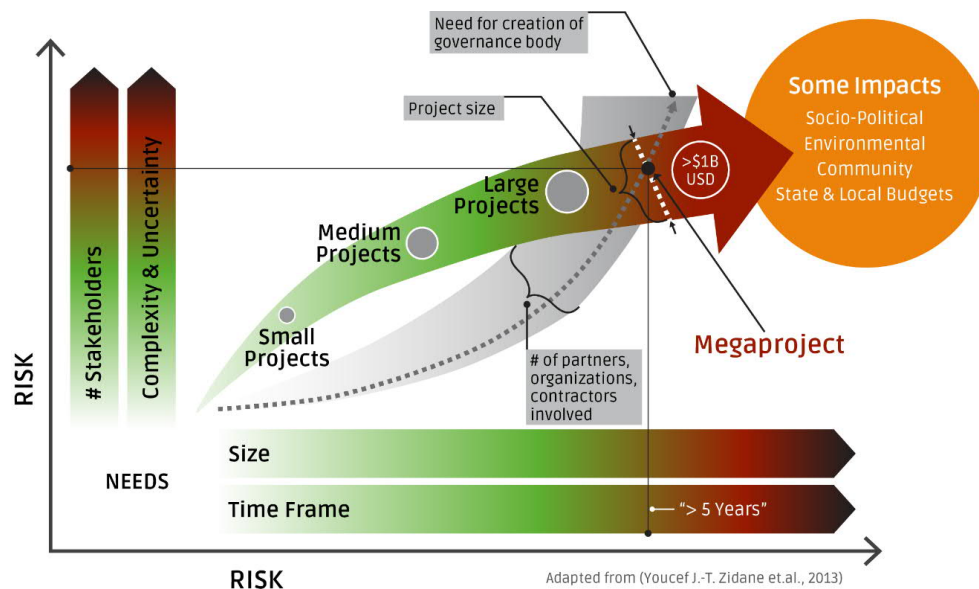 Need for creation of
governance body
Project size
Some Impacts
Socio-Political
Environmental
Community
State & Local Budgets
>$1B
USD
Large
Projects
Medium
Projects
Small
Projects
Megaproject
# of partners,
organizations,
contractors
involved
RISK
# Stakeholders
Complexity & Uncertainty
NEEDS
Size
Time Frame
"> 5 Years"
RISK
Adapted from (Youcef J.-T. Zidane et.al., 2013)